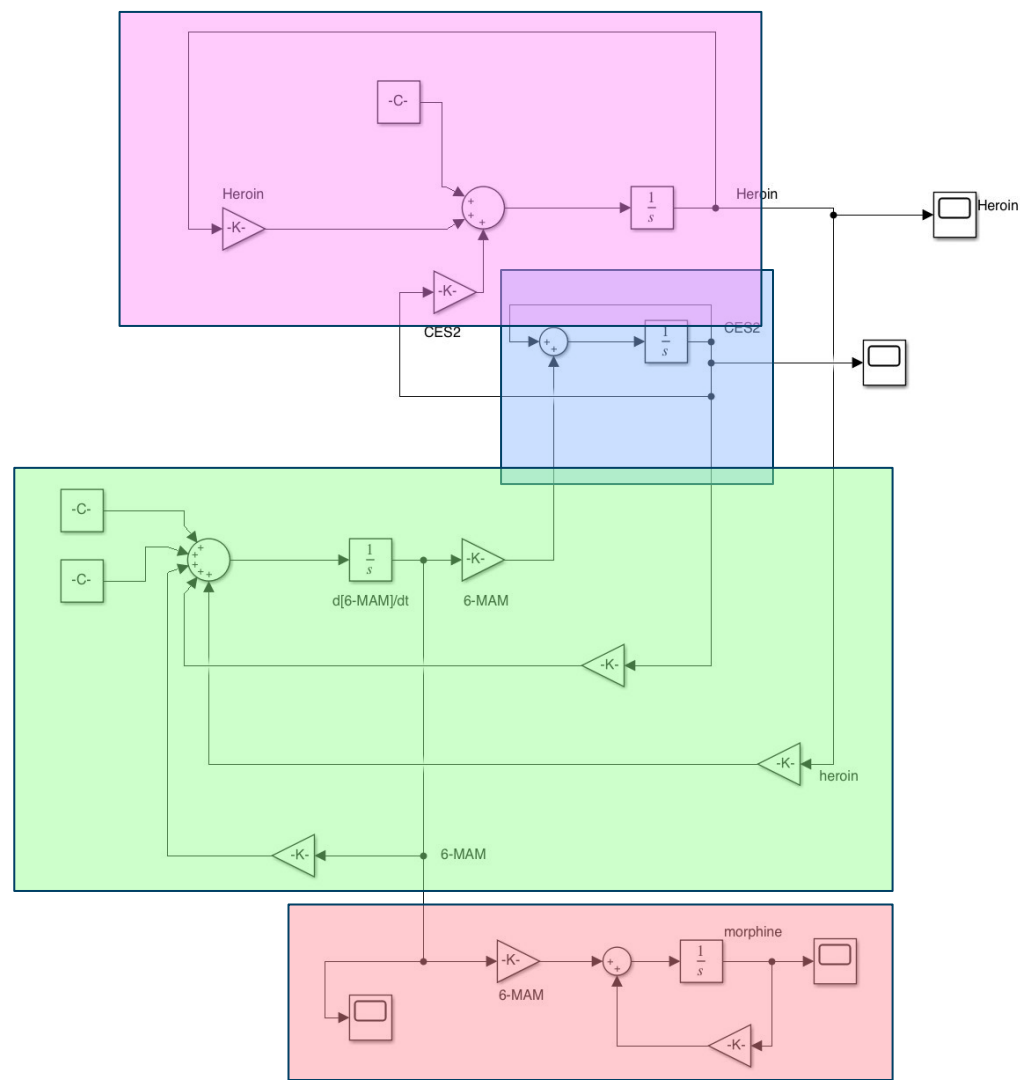 -C-
Heroin
-K-
+
+
+
1
s
Heroin
Heroin
-K-
CES2
+
+
1
s
CES2
-C-
-C-
+
+
+
+
+
1
s
d[6-MAM]/dt
-K-
6-MAM
-K-
-K-
heroin
-K-
6-MAM
morphine
-K-
6-MAM
+
+
1
s
-K-